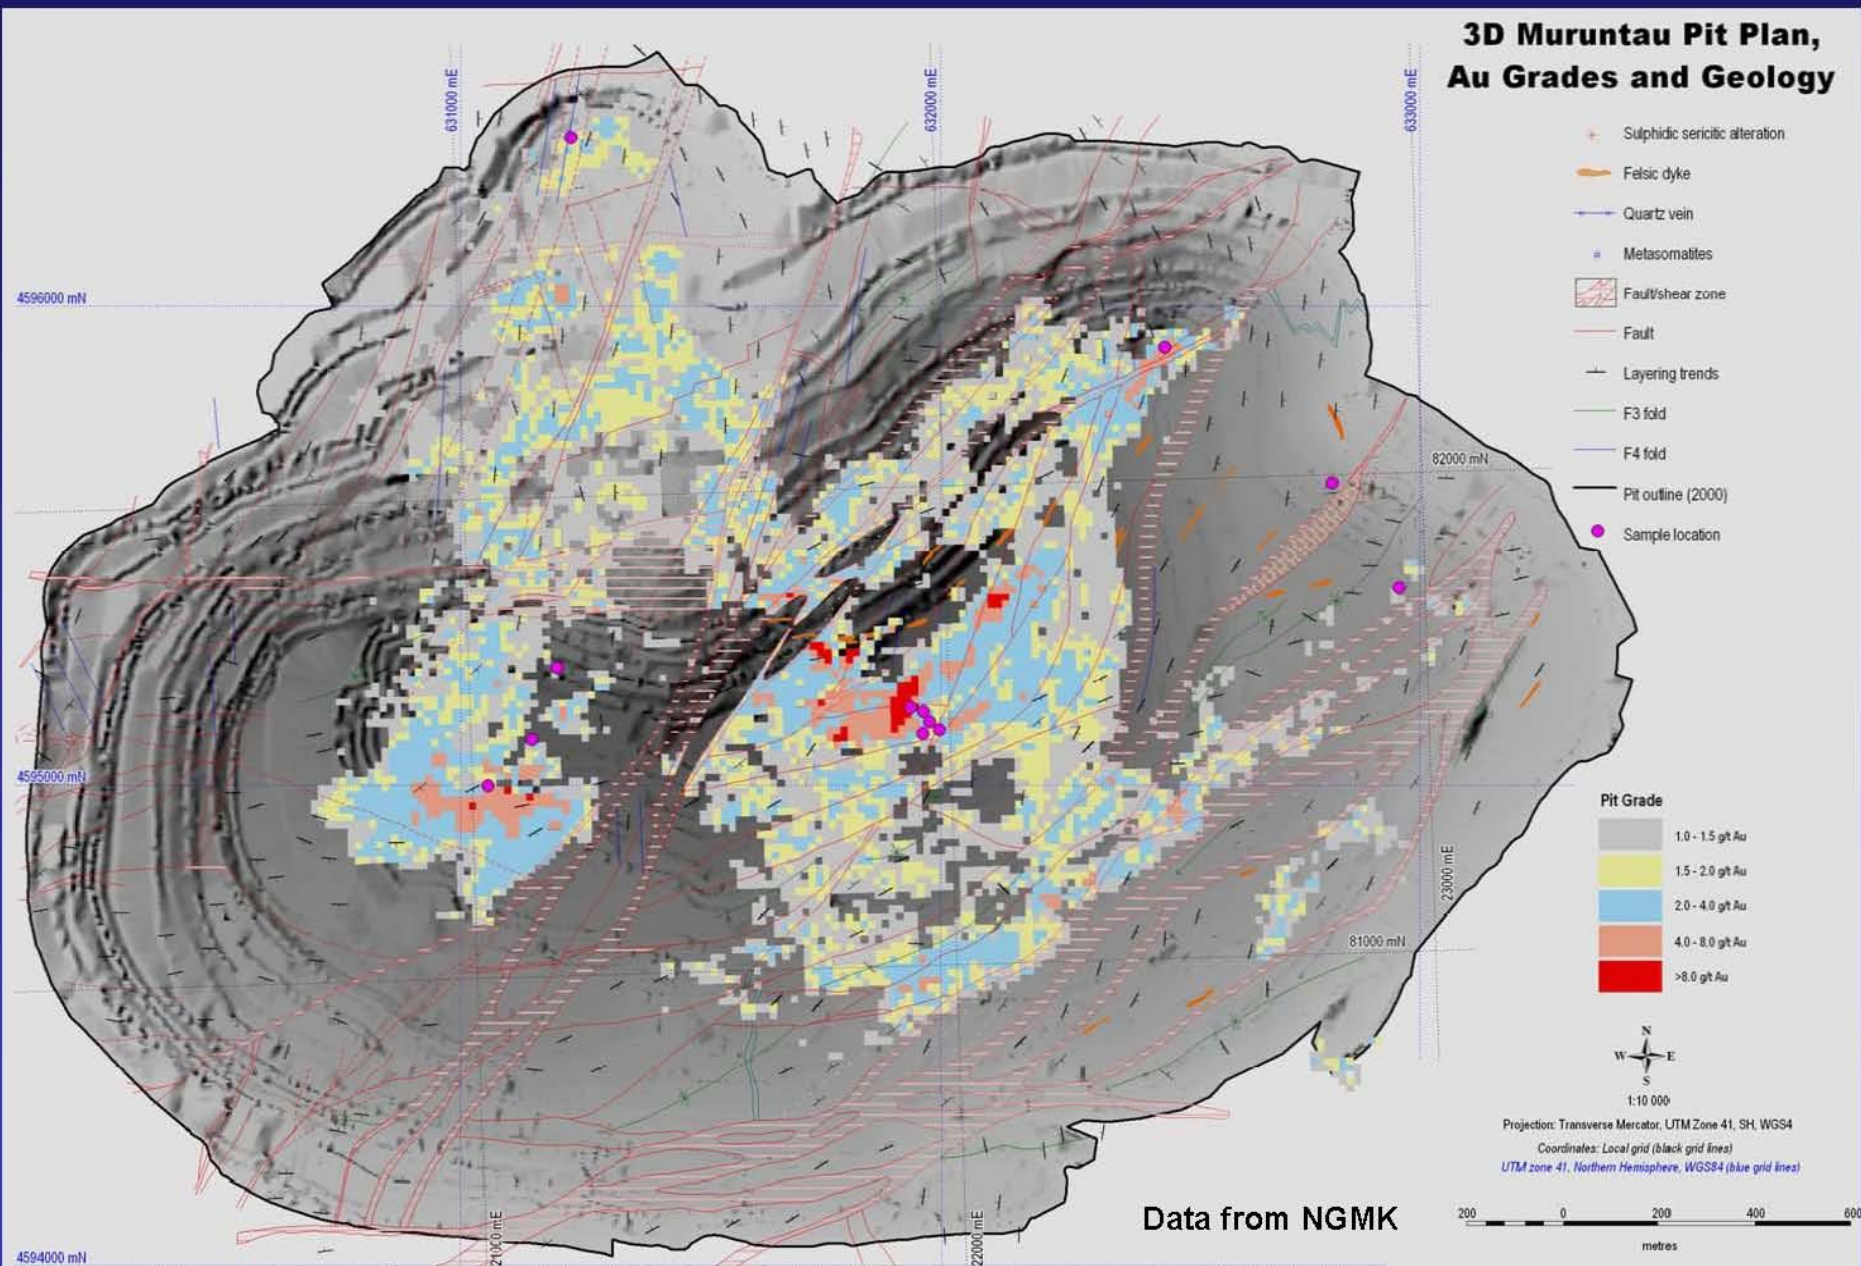 3D Muruntau Pit Plan,
Au Grades and Geology
631000 mE
632000 mE
633000 mE
Sulphidic sericitic alteration
Felsic dyke
Quartz vein
Metasomatites
Fault/shear zone
Fault
Layering trends
F3 fold
F4 fold
Pit outline (2000)
Sample location
4596000 mN
82000 mN
4595000 mN
23000 mE
81000 mN
Pit Grade
1.0 - 1.5 g/t Au
1.5 - 2.0 g/t Au
2.0 - 4.0 g/t Au
4.0 - 8.0 g/t Au
>8.0 g/t Au
N
W E
S
1:10 000
Projection: Transverse Mercator, UTM Zone 41, SH, WGS4
Coordinates: Local grid (black grid lines)
UTM zone 41, Northern Hemisphere, WGS84 (blue grid lines)
Data from NGMK
200 0 200 400 600
metres
21000 mE
22000 mE
4594000 mN